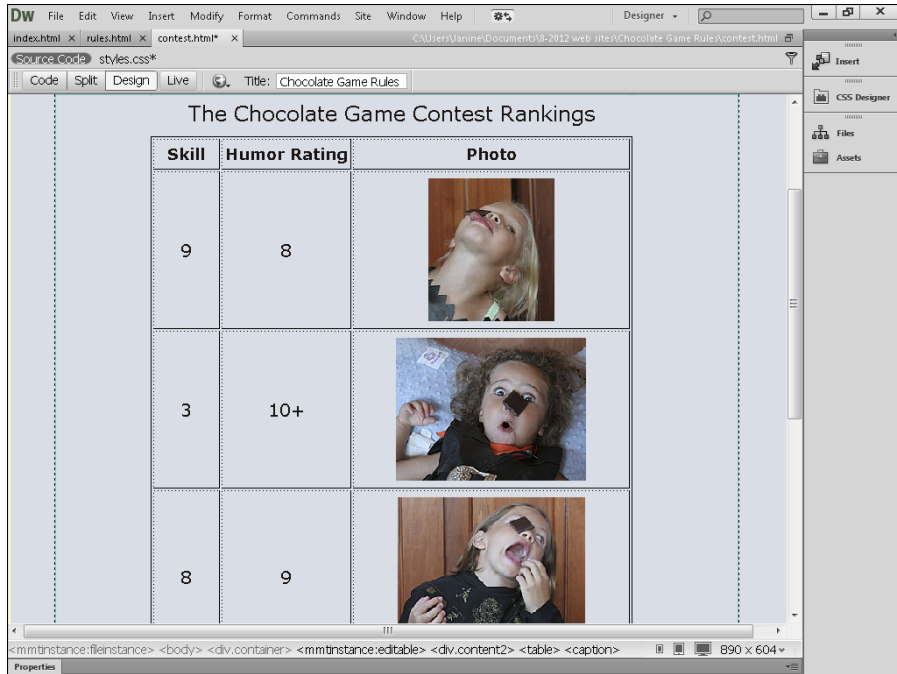 DW File Edit View Insert Modify Format Commands Site Window Help Designer
index.html × rules.html × contest.html* × C:\Users\Janine\Documents\8-2012 web sites\Chocolate Game Rules\contest.html
Source Code styles.css*
Code Split Design Live Title: Chocolate Game Rules
Insert
CSS Designer
Files
Assets
The Chocolate Game Contest Rankings
Skill Humor Rating Photo
9 8
3 10+
8 9
<mmtinstance:fileinstance> <body> <div.container> <mmtinstance:editable> <div.content2> <table> <caption> 890 × 604
Properties